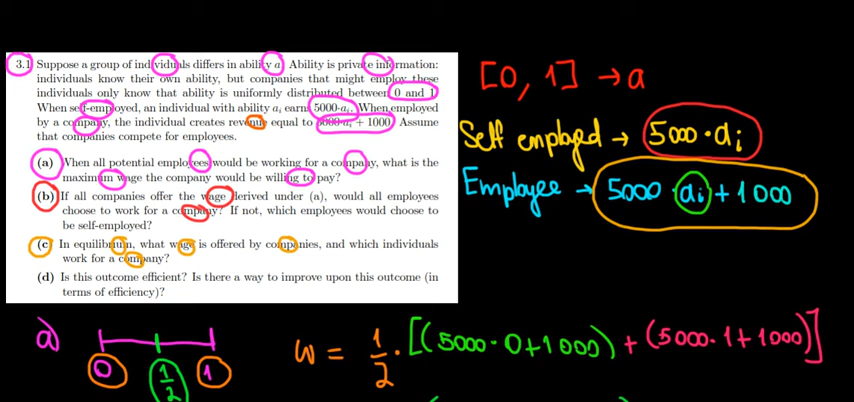 3.1 Suppose a group of individuals differs in ability a. Ability is private information:
individuals know their own ability, but companies that might employ these
individuals only know that ability is uniformly distributed between 0 and 1.
When self-employed, an individual with ability aᵢ earns 5000·aᵢ. When employed
by a company, the individual creates revenue equal to 5000·aᵢ + 1000. Assume
that companies compete for employees.
(a) When all potential employees would be working for a company, what is the
maximum wage the company would be willing to pay?
(b) If all companies offer the wage derived under (a), would all employees
choose to work for a company? If not, which employees would choose to
be self-employed?
(c) In equilibrium, what wage is offered by companies, and which individuals
work for a company?
(d) Is this outcome efficient? Is there a way to improve upon this outcome (in
terms of efficiency)?
[0, 1] → a
Self employed → 5000·aᵢ
Employee → 5000·aᵢ + 1000
a) 0 1/2 1
w = 1/2 · [(5000·0+1000) + (5000·1+1000)]